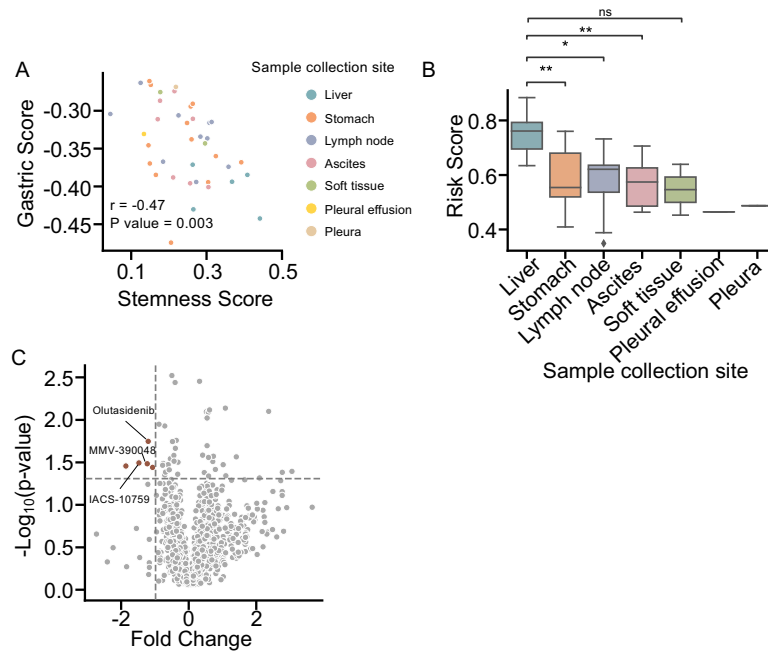 A
Gastric Score
-0.30
-0.35
-0.40
-0.45
r = -0.47
P value = 0.003
0.1
0.3
0.5
Stemness Score
Sample collection site
Liver
Stomach
Lymph node
Ascites
Soft tissue
Pleural effusion
Pleura
B
ns
**
*
**
Risk Score
0.8
0.6
0.4
Liver
Stomach
Lymph node
Ascites
Soft tissue
Pleural effusion
Pleura
Sample collection site
C
-Log10(p-value)
2.5
2.0
1.5
1.0
0.5
0.0
Olutasidenib
MMV-390048
IACS-10759
-2
0
2
Fold Change